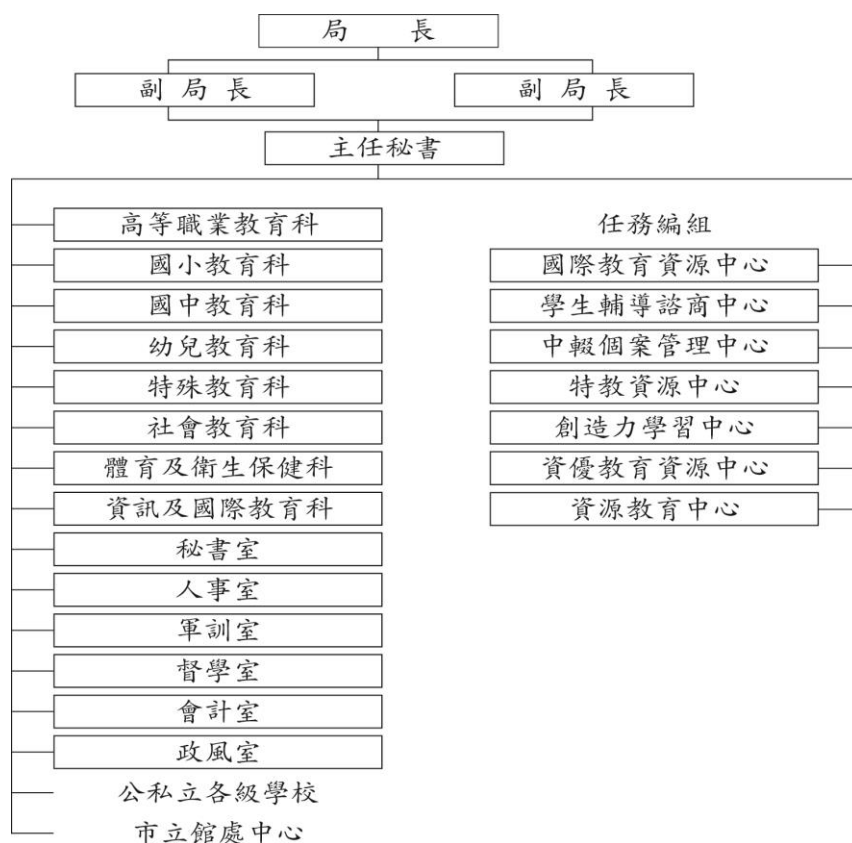 局長
副局長
副局長
主任秘書
高等職業教育科
國小教育科
國中教育科
幼兒教育科
特殊教育科
社會教育科
體育及衛生保健科
資訊及國際教育科
秘書室
人事室
軍訓室
督學室
會計室
政風室
公私立各級學校
市立館處中心
任務編組
國際教育資源中心
學生輔導諮商中心
中輟個案管理中心
特教資源中心
創造力學習中心
資優教育資源中心
資源教育中心